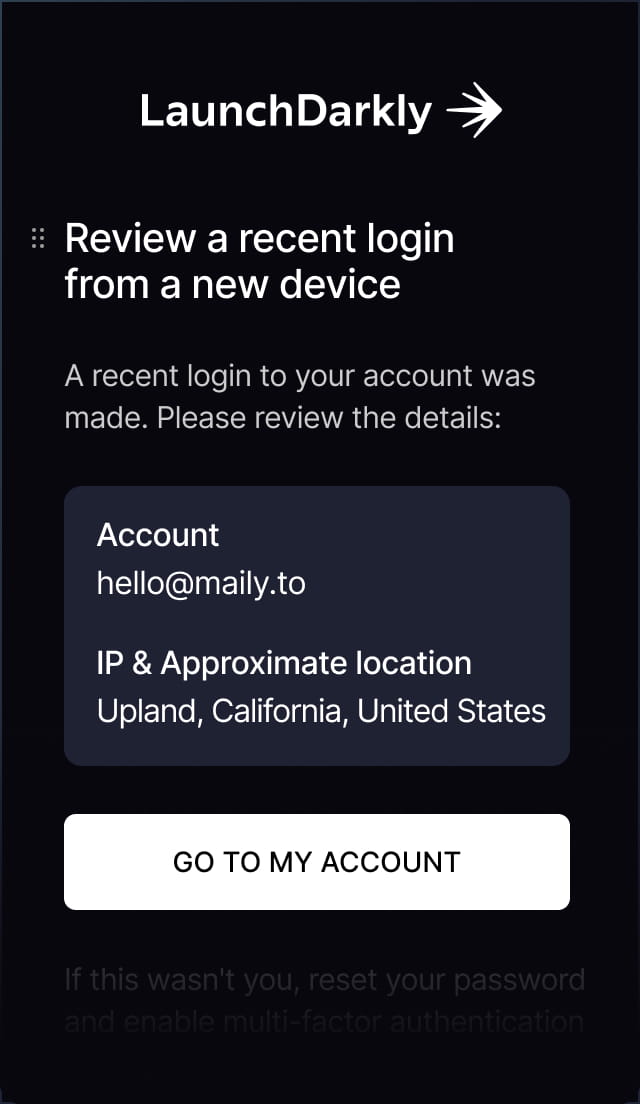 LaunchDarkly
Review a recent login
from a new device
A recent login to your account was
made. Please review the details:
Account
hello@maily.to
IP & Approximate location
Upland, California, United States
GO TO MY ACCOUNT
If this wasn't you, reset your password
and enable multi-factor authentication